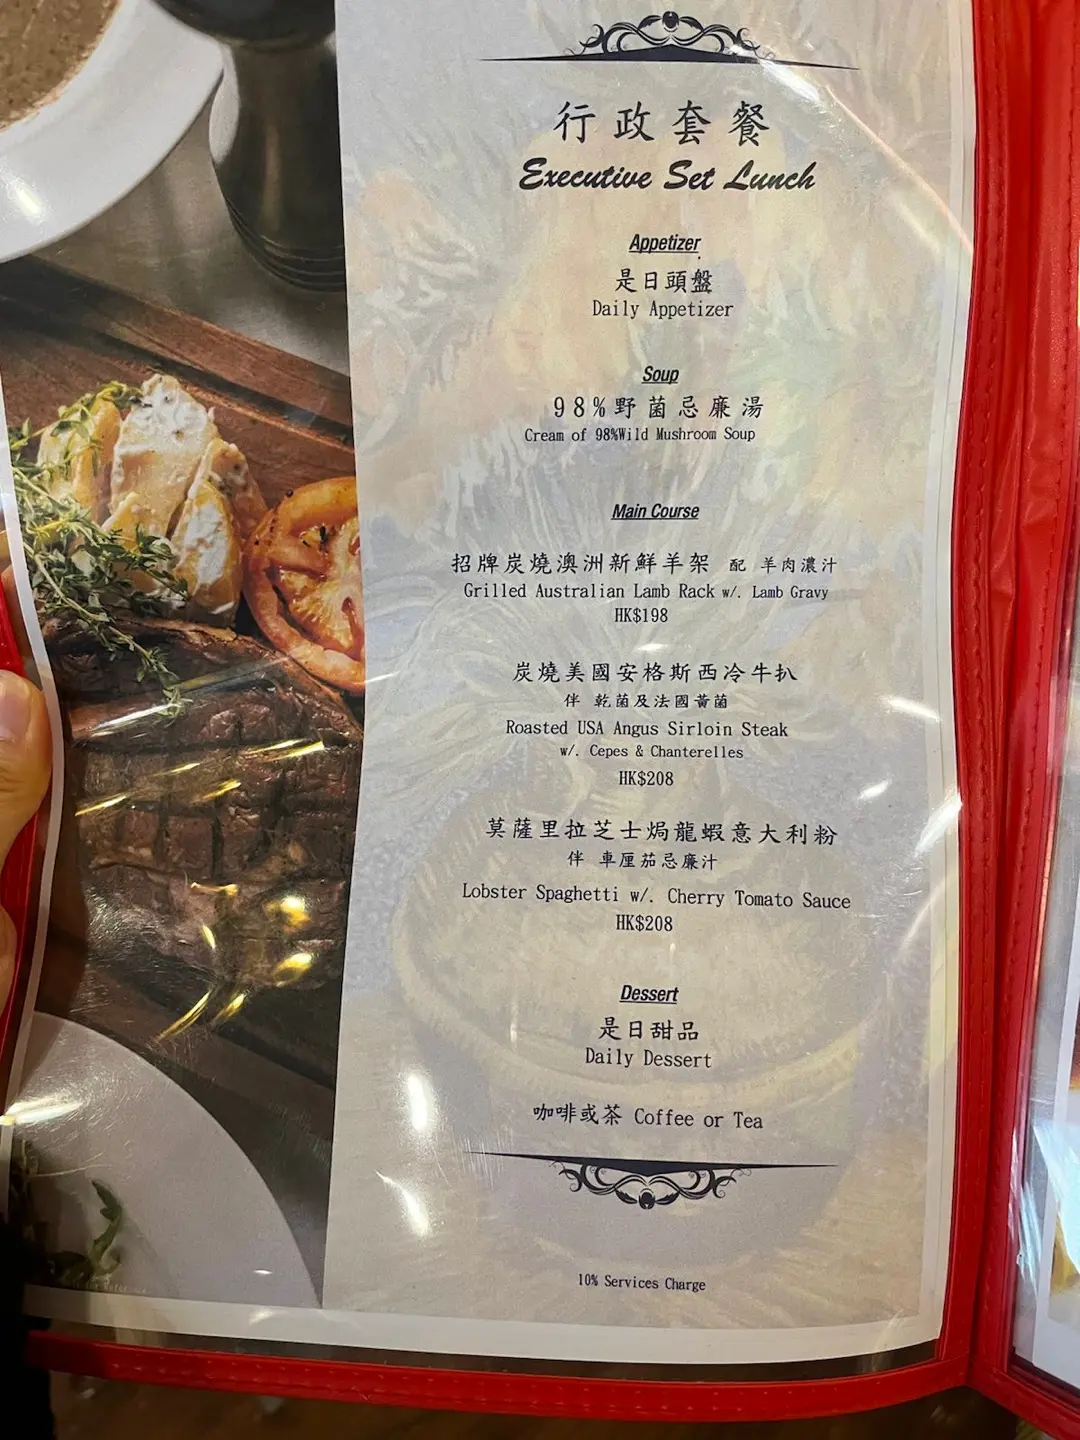 行政套餐
Executive Set Lunch
Appetizer
是日頭盤
Daily Appetizer
Soup
98%野菌忌廉湯
Cream of 98%Wild Mushroom Soup
Main Course
招牌炭燒澳洲新鮮羊架 配 羊肉濃汁
Grilled Australian Lamb Rack w/. Lamb Gravy
HK$198
炭燒美國安格斯西冷牛扒
伴 乾菌及法國黃菌
Roasted USA Angus Sirloin Steak
w/. Cepes & Chanterelles
HK$208
莫薩里拉芝士焗龍蝦意大利粉
伴 車厘茄忌廉汁
Lobster Spaghetti w/. Cherry Tomato Sauce
HK$208
Dessert
是日甜品
Daily Dessert
咖啡或茶 Coffee or Tea
10% Services Charge